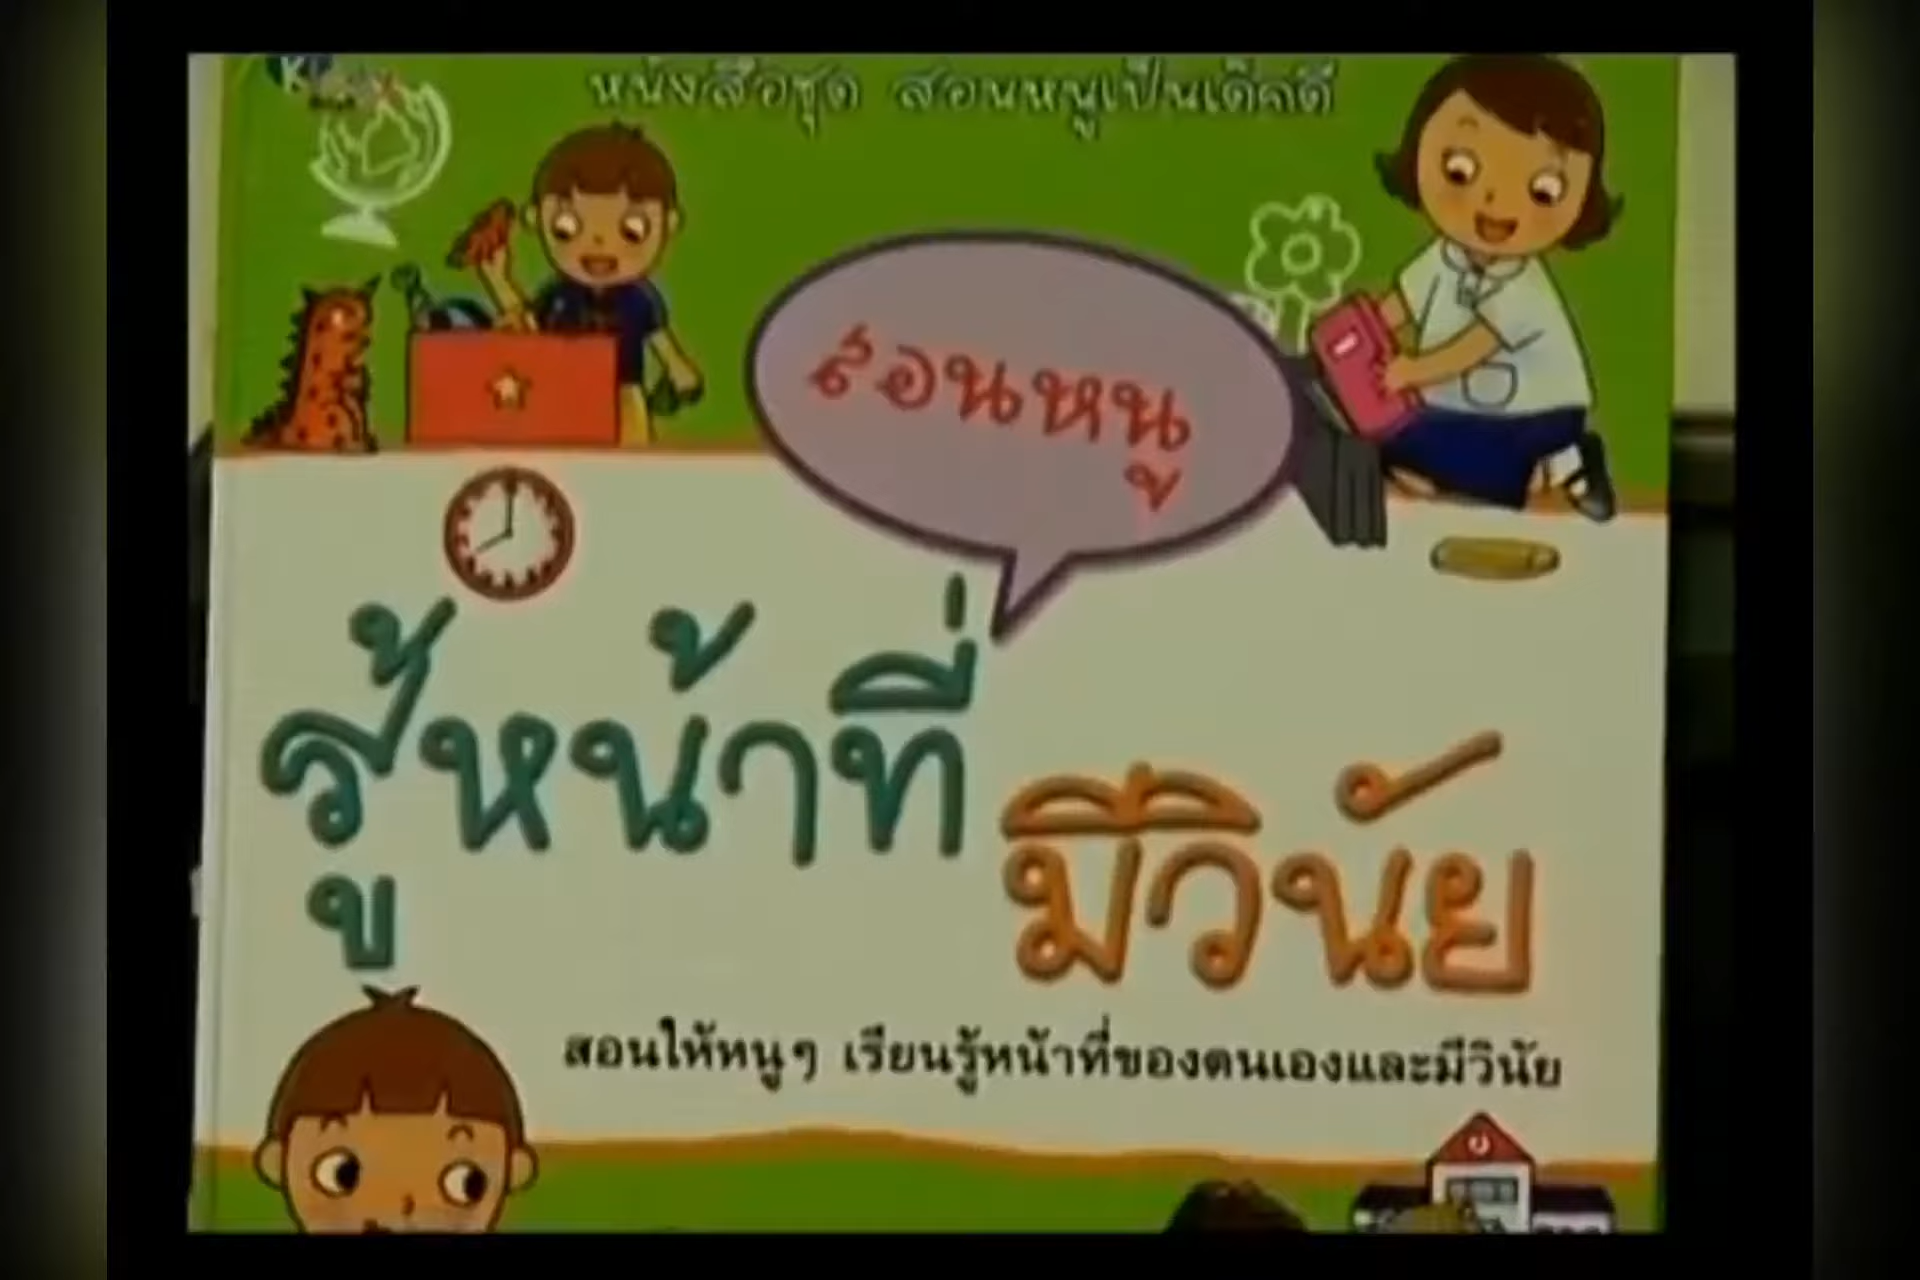 หนังสือชุด สอนหนูเป็นเด็กดี
สอนหนู
รู้หน้าที่
มีวินัย
สอนให้หนูๆ เรียนรู้หน้าที่ของตนเองและมีวินัย